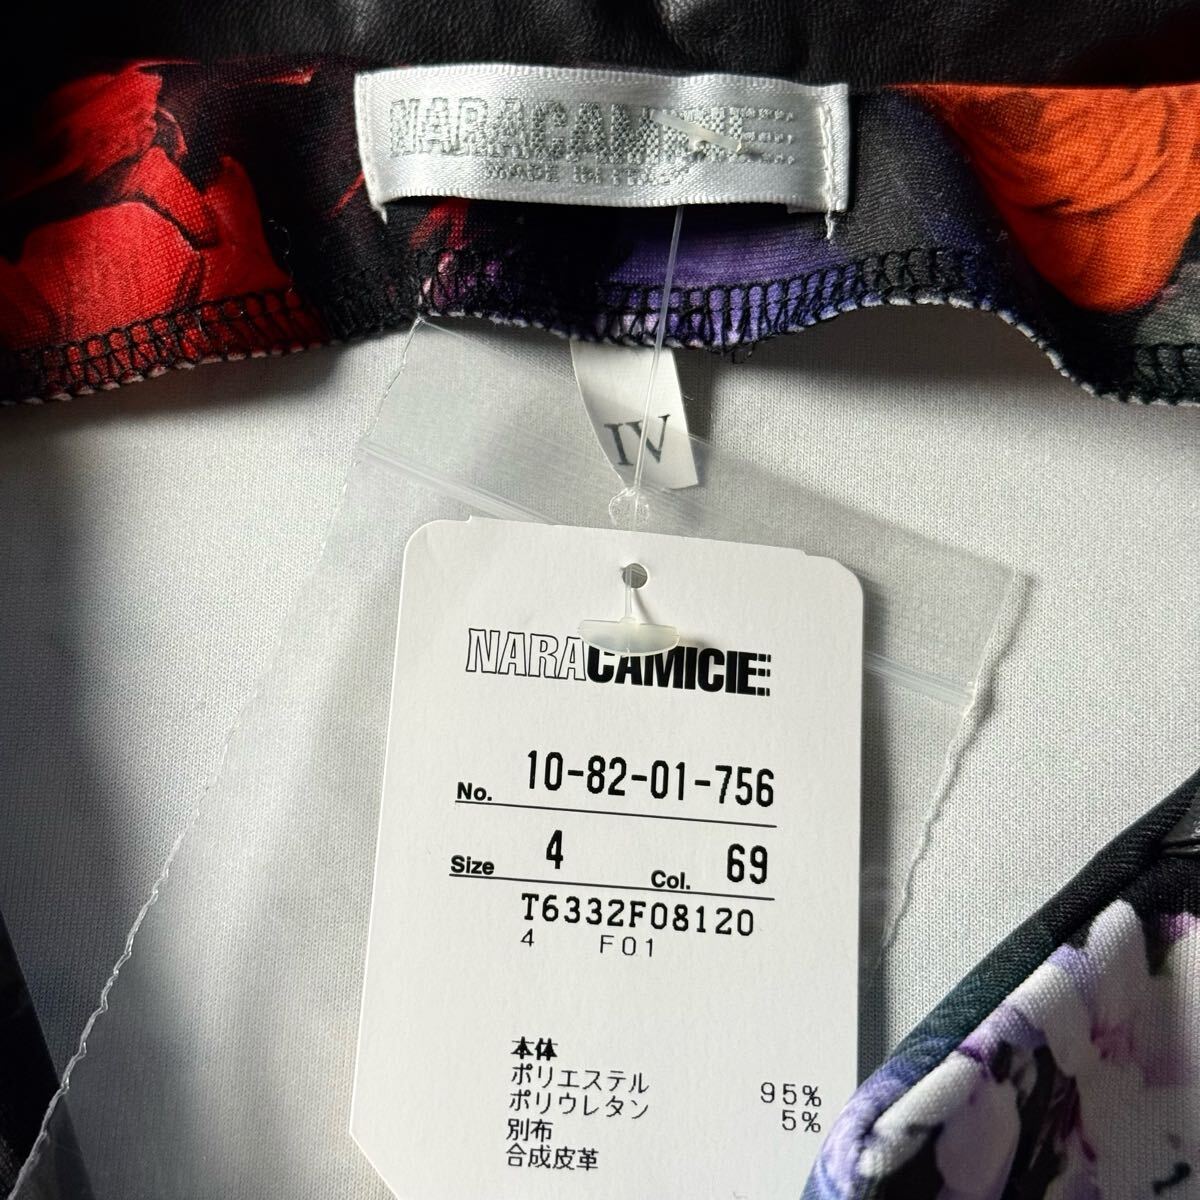 NARACAMICIE
MADE IN ITALY
IV
NARACAMICIE
No. 10-82-01-756
Size 4 Col. 69
T6332F08120
4 F01
本体
ポリエステル 95%
ポリウレタン 5%
別布
合成皮革